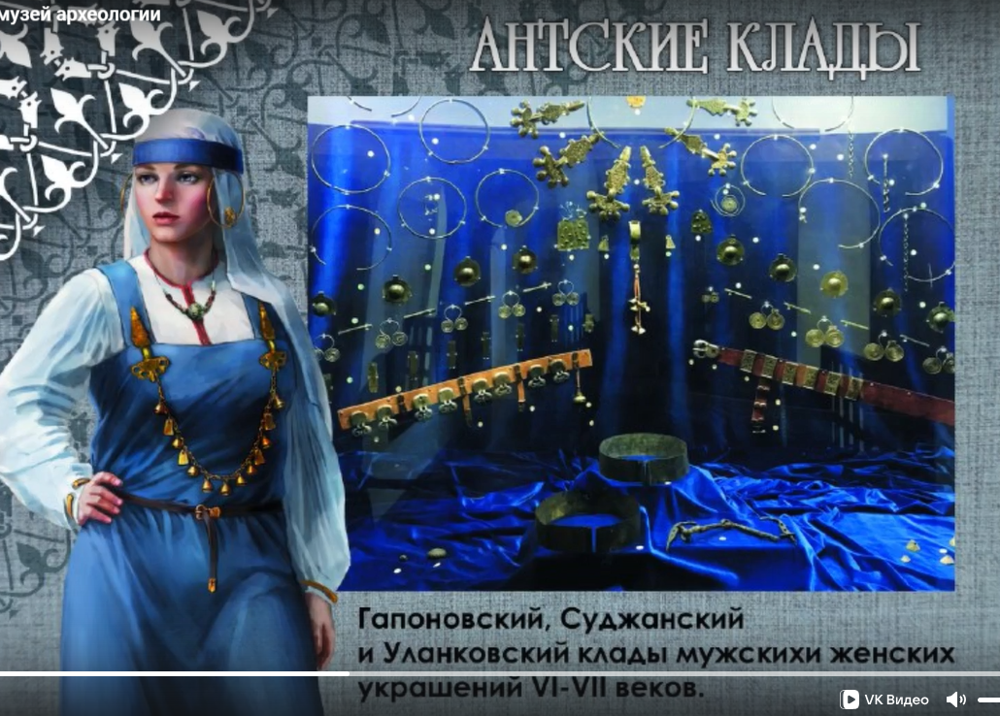 музей археологии
АНТСКИЕ КЛАДЫ
Гапоновский, Суджанский
и Уланковский клады мужскихи женских
украшений VI-VII веков.
VK Видео